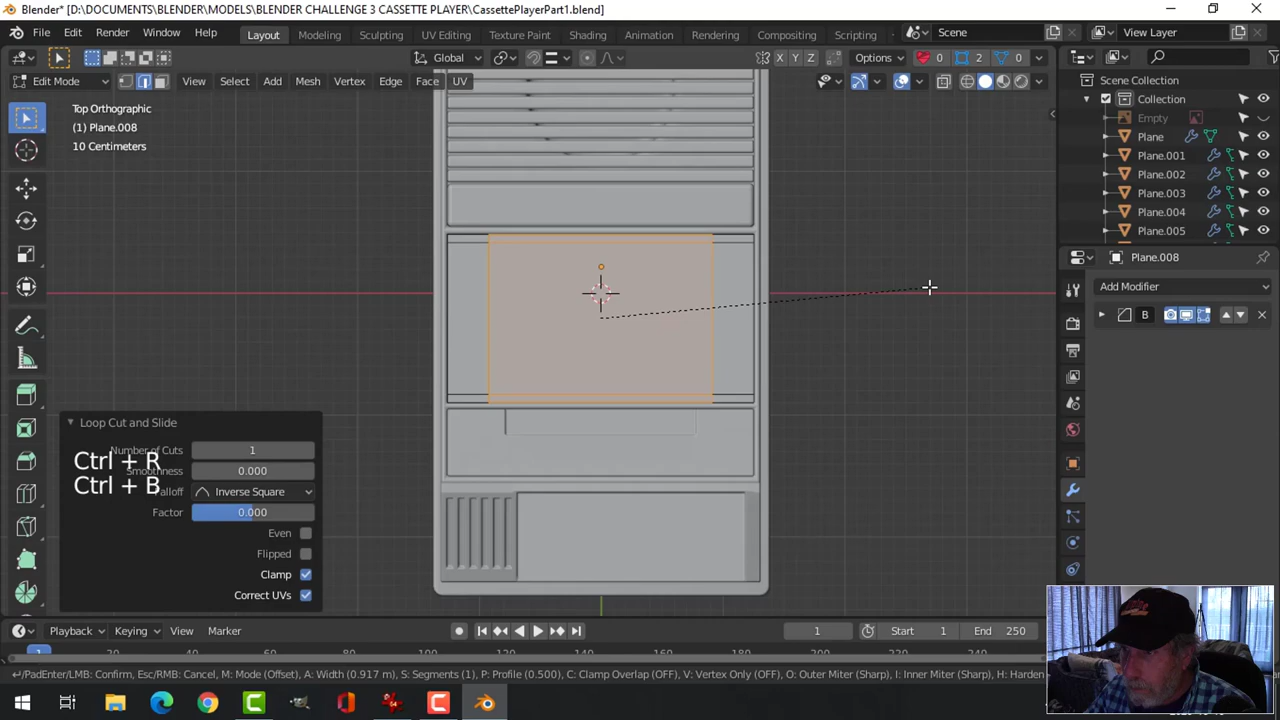 Blender* [D:\DOCUMENTS\BLENDER\MODELS\BLENDER CHALLENGE 3 CASSETTE PLAYER\CassettePlayerPart1.blend]
File Edit Render Window Help Layout Modeling Sculpting UV Editing Texture Paint Shading Animation Rendering Compositing Scripting Scene View Layer
Global X Y Z Options 0 2 0
Edit Mode View Select Add Mesh Vertex Edge Face UV
Top Orthographic
(1) Plane.008
10 Centimeters
Scene Collection
Collection
Empty
Plane
Plane.001
Plane.002
Plane.003
Plane.004
Plane.005
Plane.008
Add Modifier
B
Loop Cut and Slide
Number of Cuts 1
Ctrl + R
Smoothness 0.000
Ctrl + B
Falloff Inverse Square
Factor 0.000
Even
Flipped
Clamp
Correct UVs
Playback Keying View Marker 1 Start 1 End 250
/PadEnter/LMB: Confirm, Esc/RMB: Cancel, M: Mode (Offset), A: Width (0.917 m), S: Segments (1), P: Profile (0.500), C: Clamp Overlap (OFF), V: Vertex Only (OFF), O: Outer Miter (Sharp), I: Inner Miter (Sharp), H: Harden